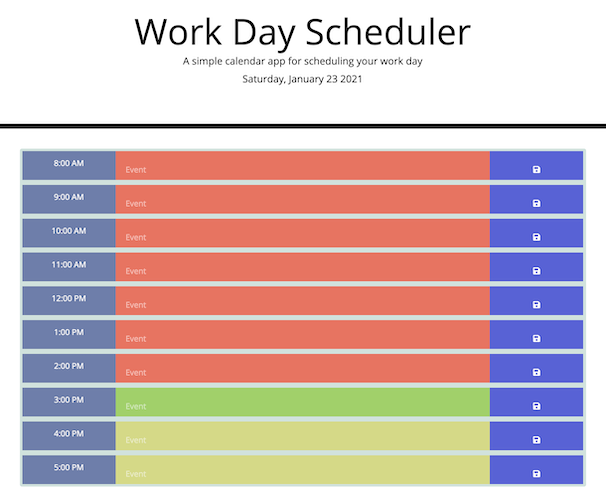 Work Day Scheduler
A simple calendar app for scheduling your work day
Saturday, January 23 2021
8:00 AM Event
9:00 AM Event
10:00 AM Event
11:00 AM Event
12:00 PM Event
1:00 PM Event
2:00 PM Event
3:00 PM Event
4:00 PM Event
5:00 PM Event